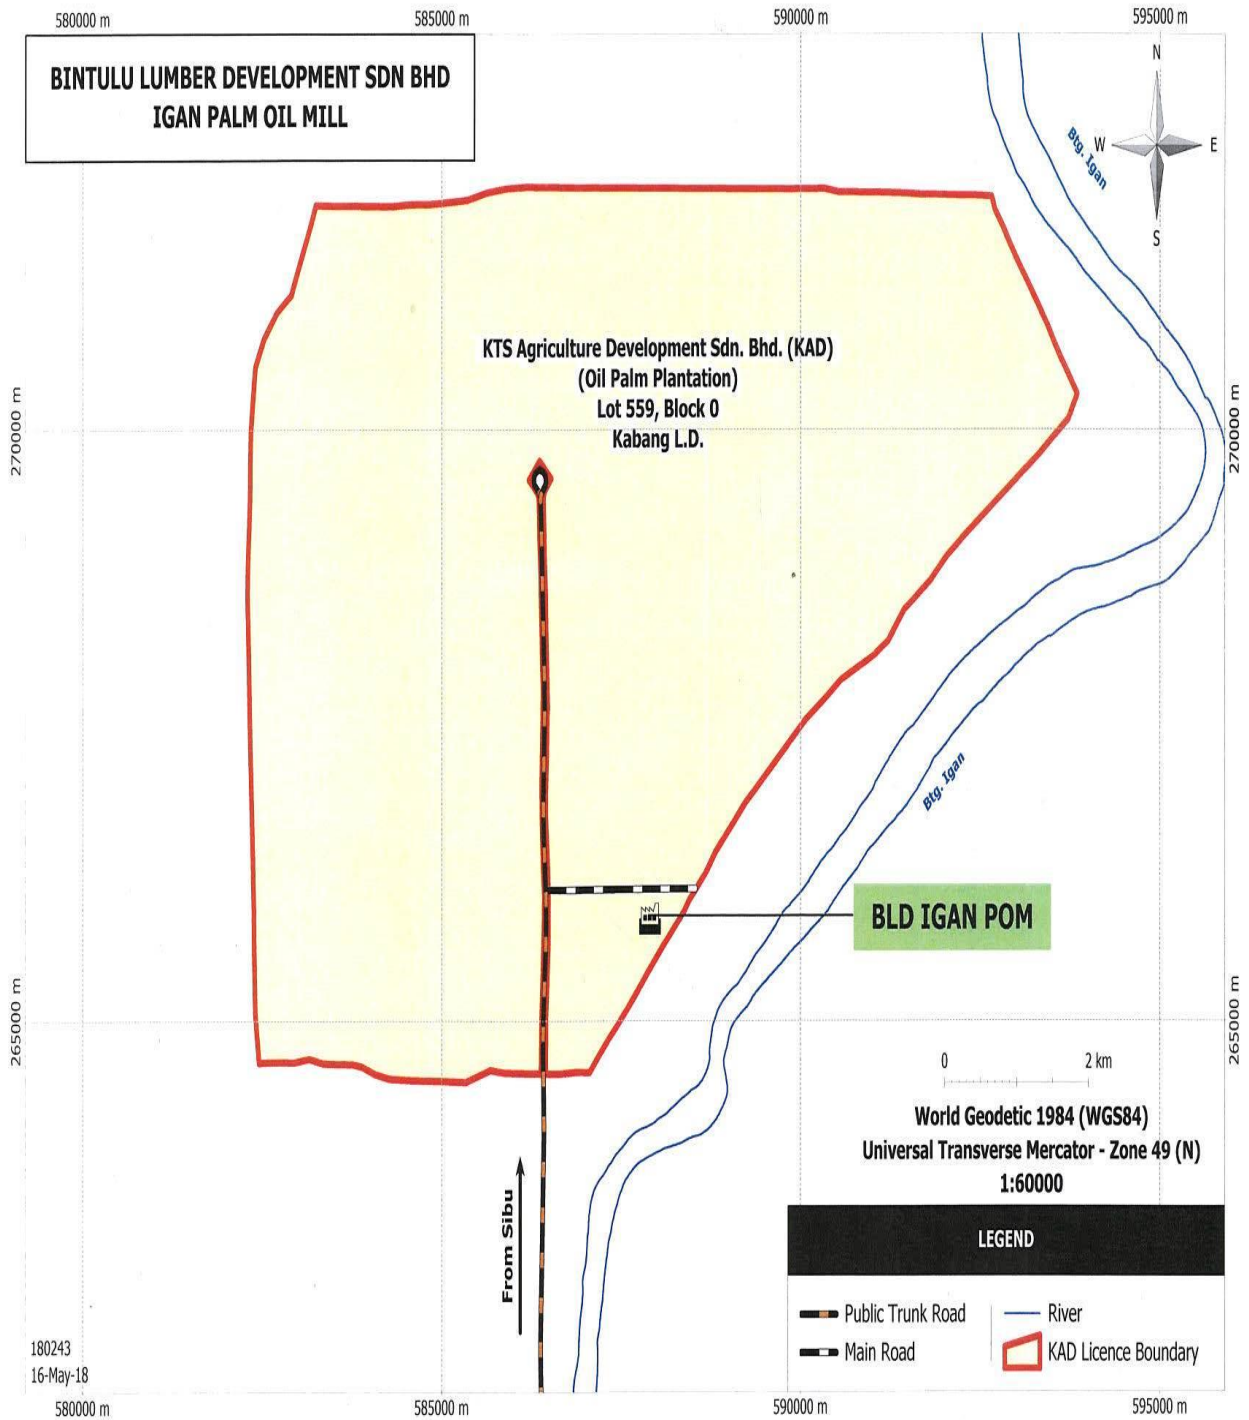 580000 m
585000 m
590000 m
595000 m
BINTULU LUMBER DEVELOPMENT SDN BHD
IGAN PALM OIL MILL
N
W
E
S
Btg. Igan
KTS Agriculture Development Sdn. Bhd. (KAD)
(Oil Palm Plantation)
Lot 559, Block 0
Kabang L.D.
270000 m
270000 m
Btg. Igan
BLD IGAN POM
265000 m
265000 m
0
2 km
World Geodetic 1984 (WGS84)
Universal Transverse Mercator - Zone 49 (N)
1:60000
From Sibu
LEGEND
Public Trunk Road
River
Main Road
KAD Licence Boundary
180243
16-May-18
580000 m
585000 m
590000 m
595000 m